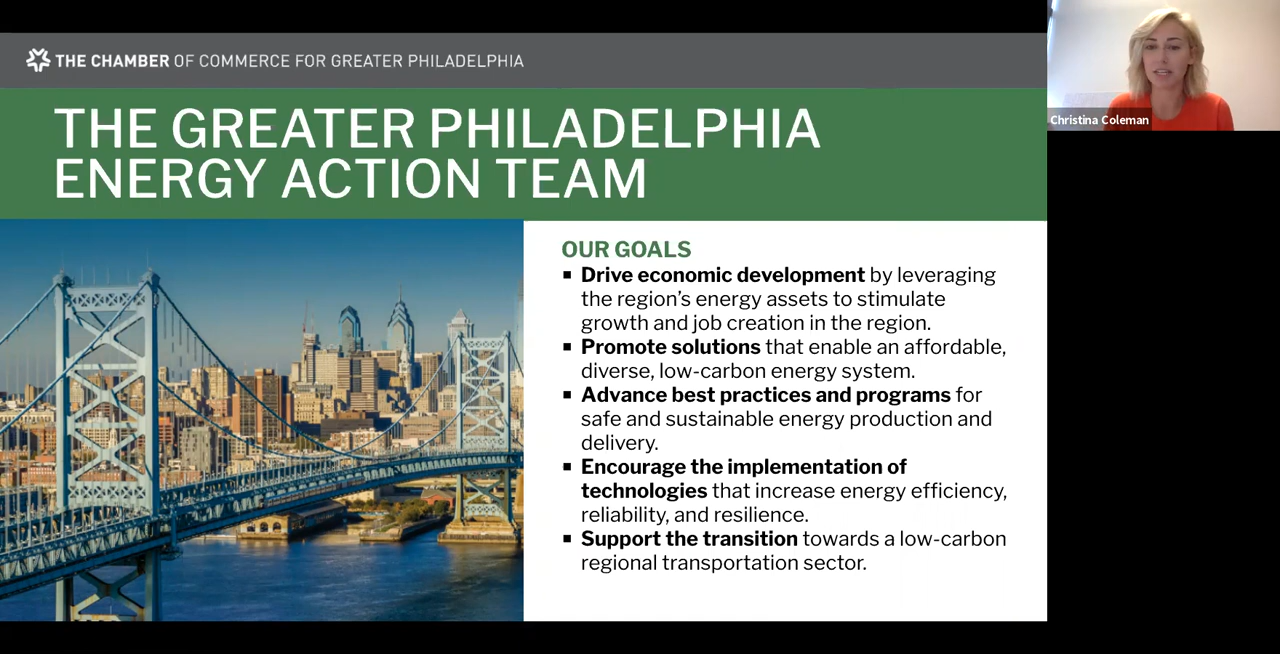 THE CHAMBER OF COMMERCE FOR GREATER PHILADELPHIA
THE GREATER PHILADELPHIA
ENERGY ACTION TEAM
OUR GOALS
▪ Drive economic development by leveraging
the region's energy assets to stimulate
growth and job creation in the region.
▪ Promote solutions that enable an affordable,
diverse, low-carbon energy system.
▪ Advance best practices and programs for
safe and sustainable energy production and
delivery.
▪ Encourage the implementation of
technologies that increase energy efficiency,
reliability, and resilience.
▪ Support the transition towards a low-carbon
regional transportation sector.
Christina Coleman